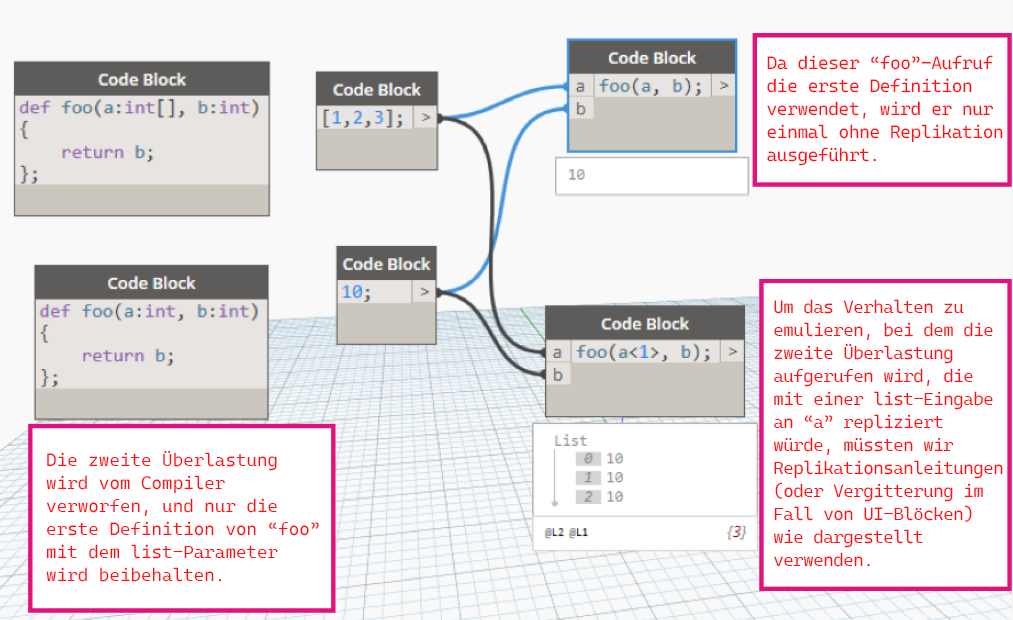 Code Block
def foo(a:int[], b:int)
{
return b;
};
Code Block
[1,2,3]; >
Code Block
a foo(a, b); >
b
10
Da dieser “foo”-Aufruf
die erste Definition
verwendet, wird er nur
einmal ohne Replikation
ausgeführt.
Code Block
def foo(a:int, b:int)
{
return b;
};
Code Block
10; >
Code Block
a foo(a<1>, b); >
b
List
0 10
1 10
2 10
@L2 @L1 {3}
Die zweite Überlastung
wird vom Compiler
verworfen, und nur die
erste Definition von “foo”
mit dem list-Parameter
wird beibehalten.
Um das Verhalten zu
emulieren, bei dem die
zweite Überlastung
aufgerufen wird, die
mit einer list-Eingabe
an “a” repliziert
würde, müssten wir
Replikationsanleitungen
(oder Vergitterung im
Fall von UI-Blöcken)
wie dargestellt
verwenden.